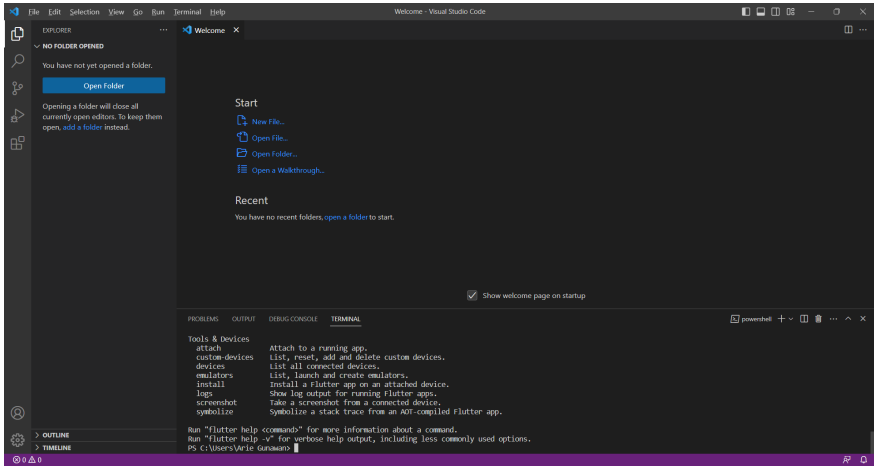 File Edit Selection View Go Run Terminal Help
Welcome - Visual Studio Code
EXPLORER
NO FOLDER OPENED
You have not yet opened a folder.
Open Folder
Opening a folder will close all
currently open editors. To keep them
open, add a folder instead.
OUTLINE
TIMELINE
Welcome
Start
New File...
Open File...
Open Folder...
Open a Walkthrough...
Recent
You have no recent folders, open a folder to start.
Show welcome page on startup
PROBLEMS OUTPUT DEBUG CONSOLE TERMINAL
powershell
Tools & Devices
attach Attach to a running app.
custom-devices List, reset, add and delete custom devices.
devices List all connected devices.
emulators List, launch and create emulators.
install Install a Flutter app on an attached device.
logs Show log output for running Flutter apps.
screenshot Take a screenshot from a connected device.
symbolize Symbolize a stack trace from an AOT-compiled Flutter app.
Run "flutter help <command>" for more information about a command.
Run "flutter help -v" for verbose help output, including less commonly used options.
PS C:\Users\Arie Gunawan>
0 0